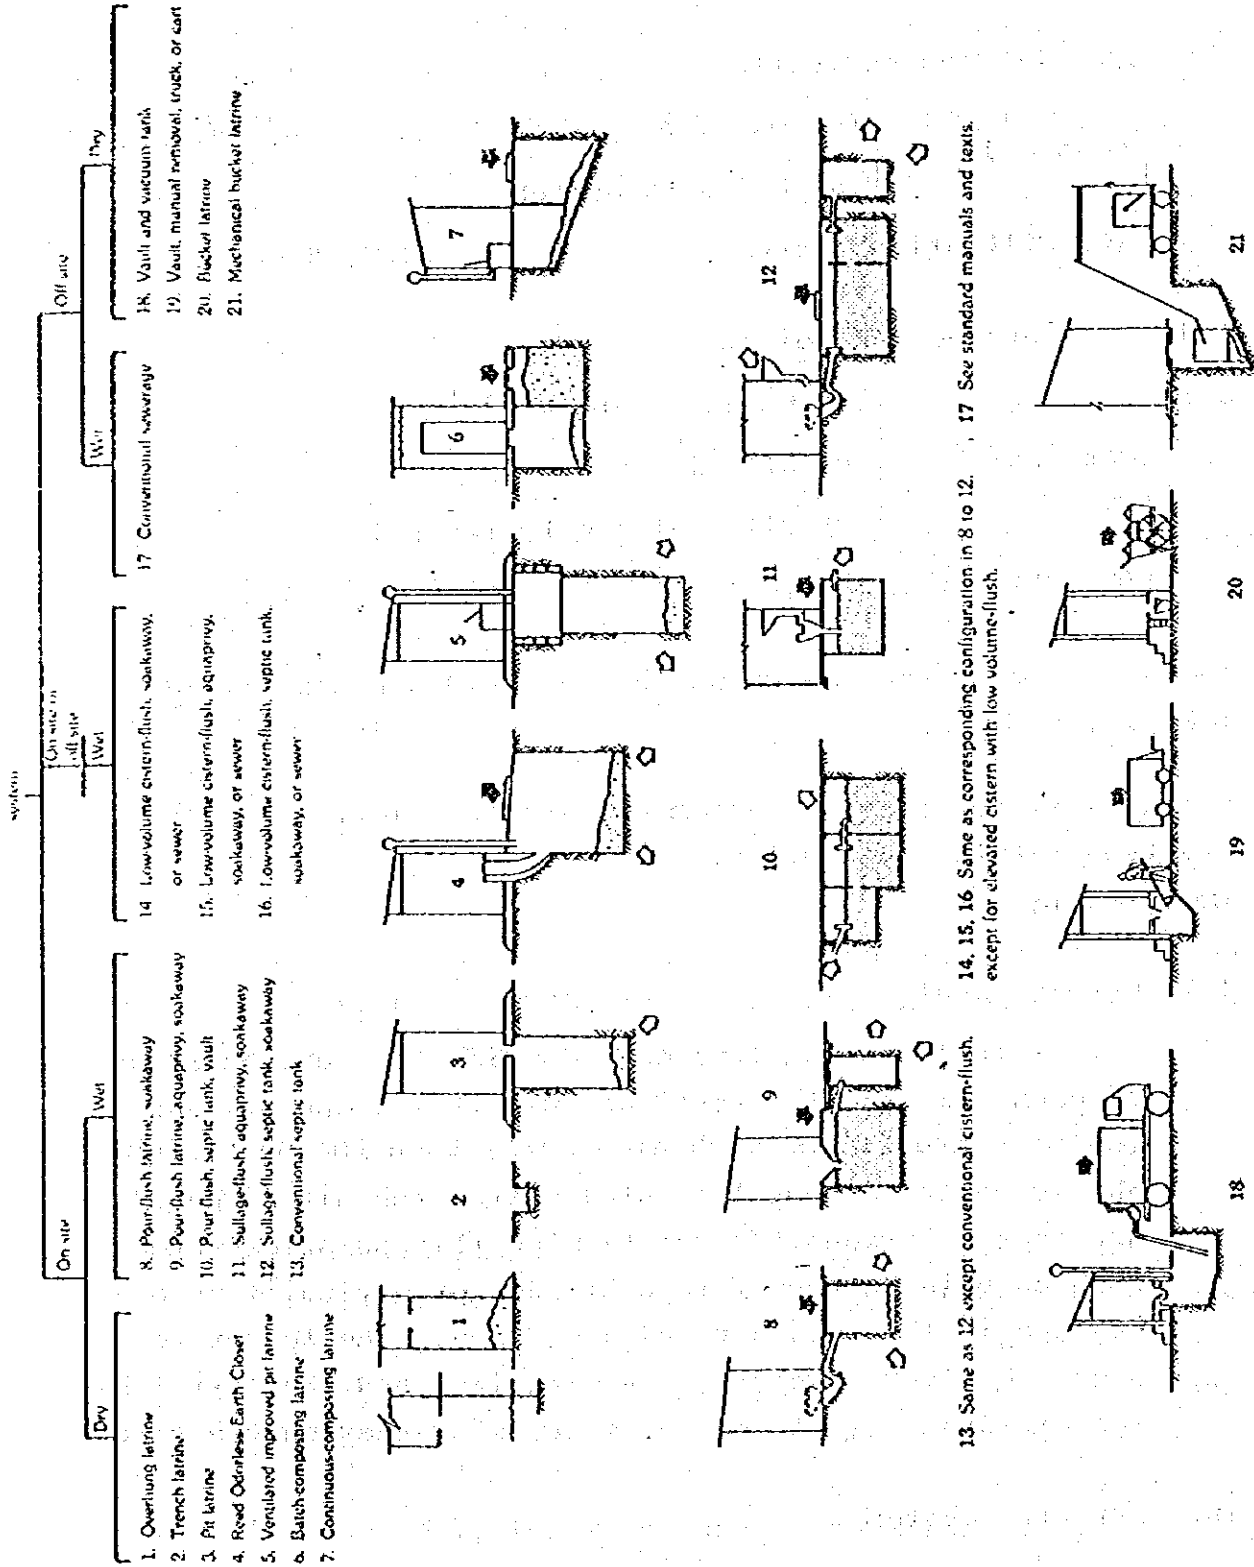 system
On site
On site or
off site
Off site
Dry
Wet
Wet
Wet
Dry
1. Overhung latrine
2. Trench latrine
3. Pit latrine
4. Reed Odorless Earth Closet
5. Ventilated improved pit latrine
6. Batch-composting latrine
7. Continuous-composting latrine
8. Pour-flush latrine, soakaway
9. Pour-flush latrine, aquaprivy, soakaway
10. Pour flush, septic tank, vault
11. Sullage-flush, aquaprivy, soakaway
12. Sullage-flush, septic tank, soakaway
13. Conventional septic tank
14 Low-volume cistern-flush, soakaway,
or sewer
15. Low-volume cistern-flush, aquaprivy,
soakaway, or sewer
16. Low-volume cistern-flush, septic tank,
soakaway, or sewer
17 Conventional sewerage
18. Vault and vacuum tank
19. Vault, manual removal, truck, or cart
20. Bucket latrine
21. Mechanical bucket latrine
1
2
3
4
5
6
7
8
9
10
11
12
13 Same as 12 except conventional cistern-flush.
14, 15, 16 Same as corresponding configuration in 8 to 12.
except for elevated cistern with low volume-flush.
17 See standard manuals and texts.
18
19
20
21